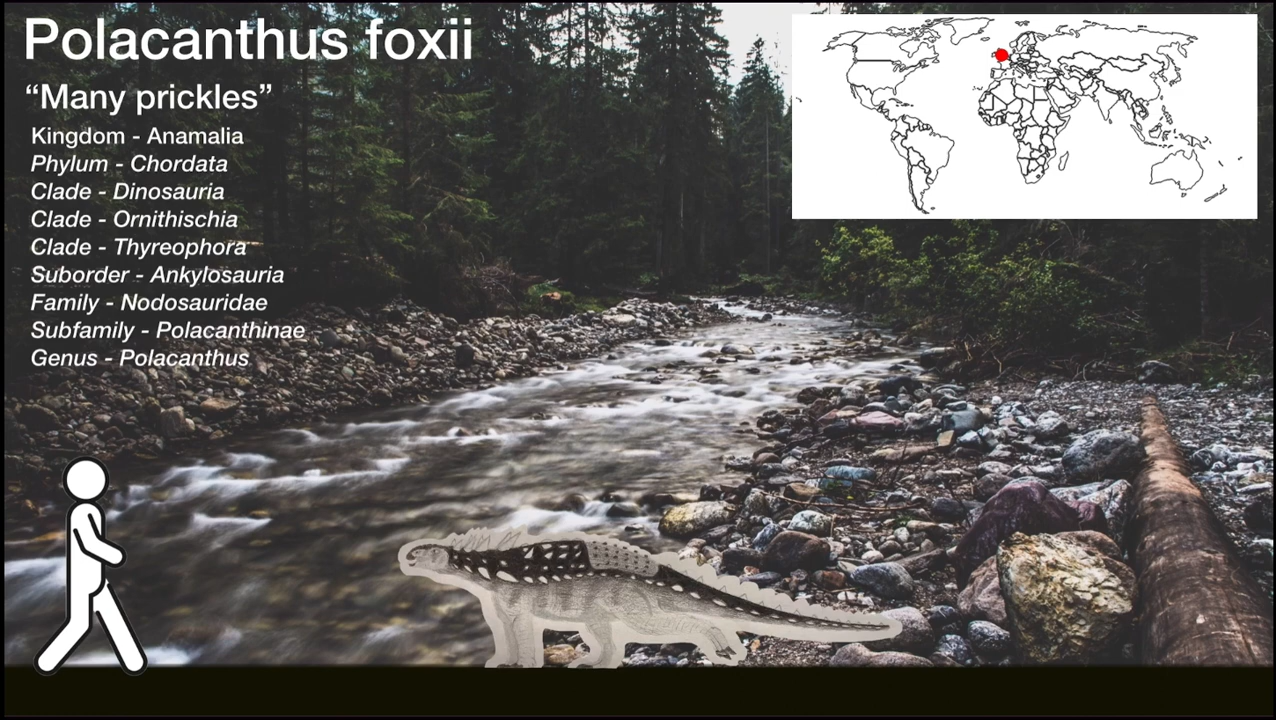 Polacanthus foxii
“Many prickles”
Kingdom - Anamalia
Phylum - Chordata
Clade - Dinosauria
Clade - Ornithischia
Clade - Thyreophora
Suborder - Ankylosauria
Family - Nodosauridae
Subfamily - Polacanthinae
Genus - Polacanthus